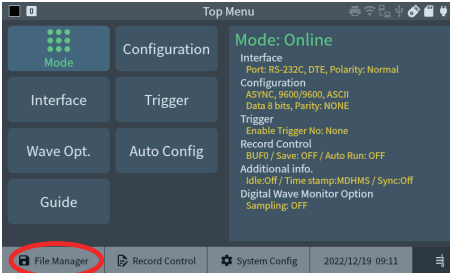 0
Top Menu
Mode
Configuration
Interface
Trigger
Wave Opt.
Auto Config
Guide
Mode: Online
Interface
Port: RS-232C, DTE, Polarity: Normal
Configuration
ASYNC, 9600/9600, ASCII
Data 8 bits, Parity: NONE
Trigger
Enable Trigger No: None
Record Control
BUF0 / Save: OFF / Auto Run: OFF
Additional info.
Idle:Off / Time stamp:MDHMS / Sync:Off
Digital Wave Monitor Option
Sampling: OFF
File Manager
Record Control
System Config
2022/12/19 09:11